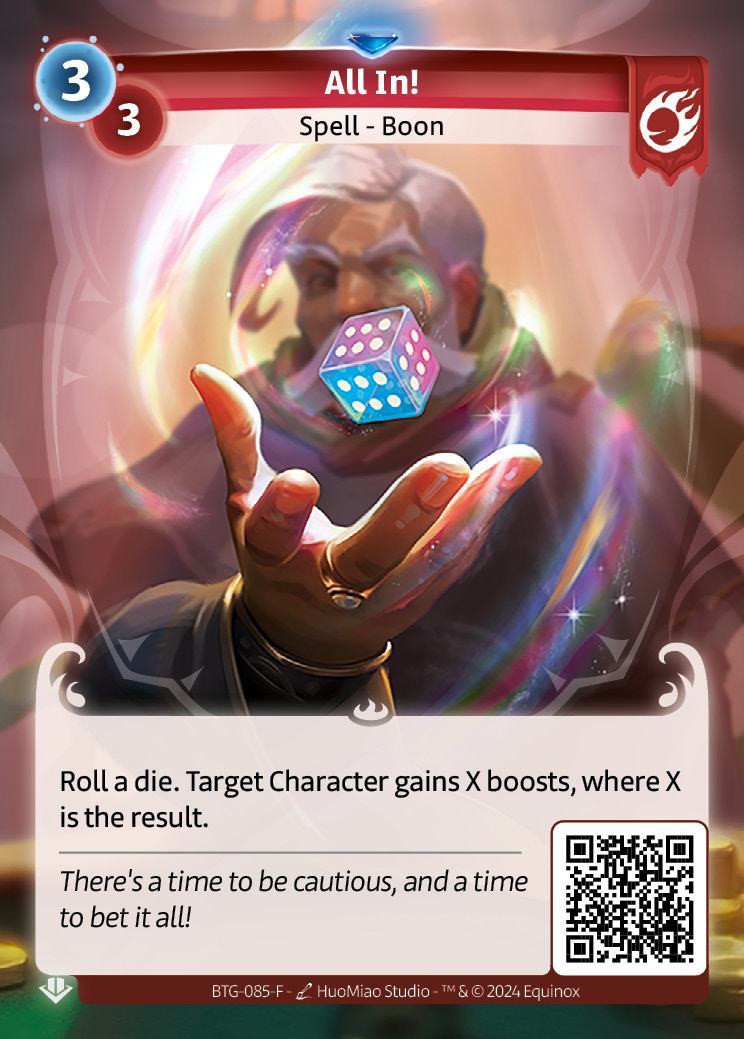 3
All In!
3
Spell - Boon
Roll a die. Target Character gains X boosts, where X
is the result.
There's a time to be cautious, and a time
to bet it all!
BTG-085-F - HuoMiao Studio - ™ & © 2024 Equinox